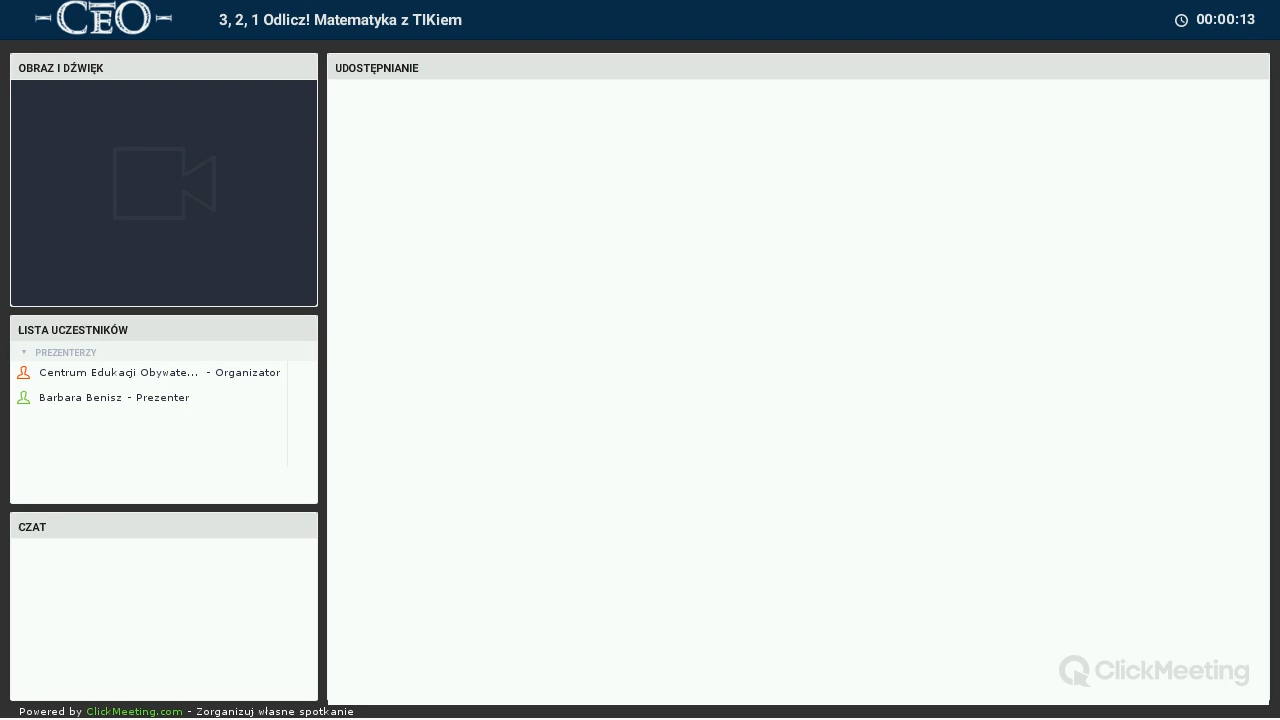 CEO
3, 2, 1 Odlicz! Matematyka z TIKiem
00:00:13
OBRAZ I DŹWIĘK
UDOSTĘPNIANIE
LISTA UCZESTNIKÓW
PREZENTERZY
Centrum Edukacji Obywate... - Organizator
Barbara Benisz - Prezenter
CZAT
ClickMeeting
Powered by ClickMeeting.com - Zorganizuj własne spotkanie